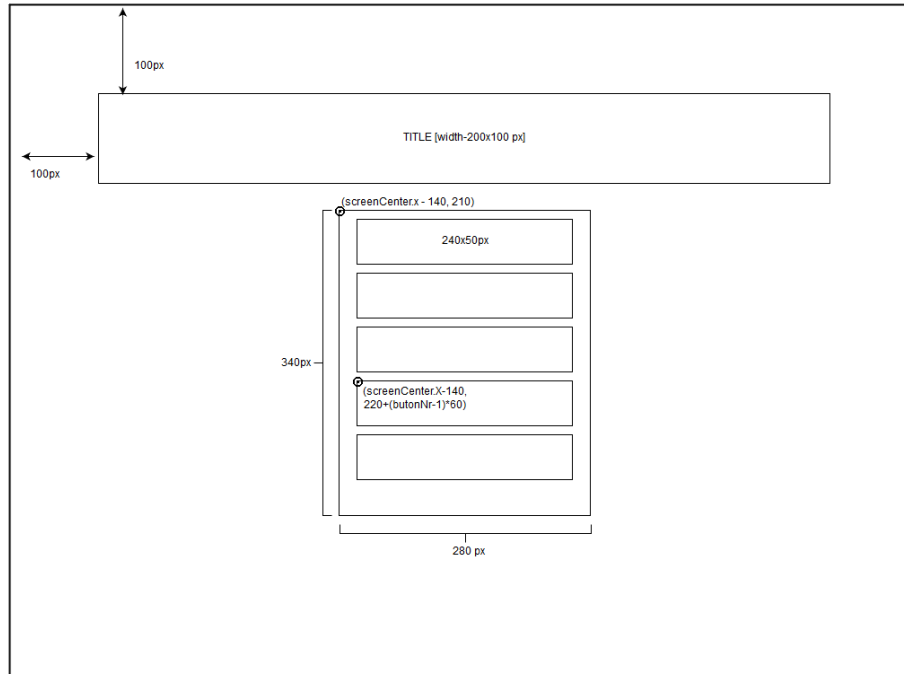 100px
TITLE [width-200x100 px]
100px
(screenCenter.x - 140, 210)
240x50px
340px
(screenCenter.X-140,
220+(butonNr-1)*60)
280 px